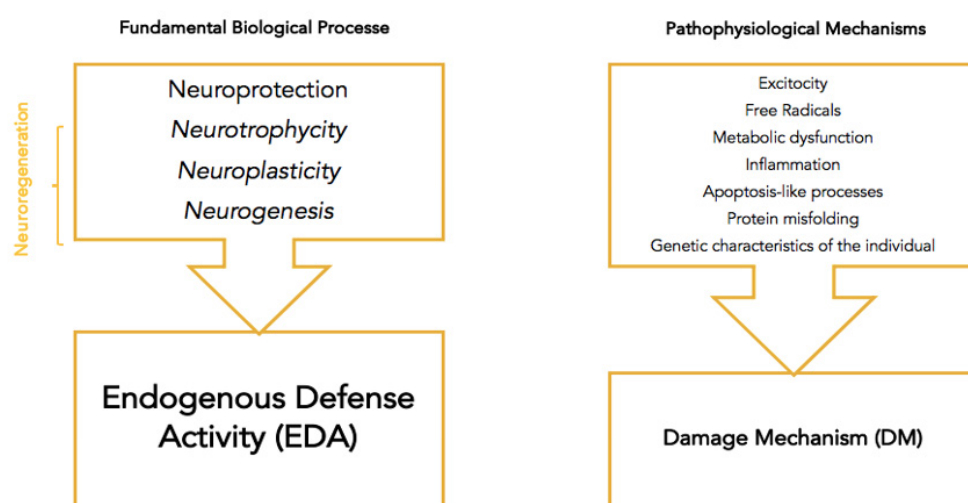 Fundamental Biological Processe
Neuroregeneration
Neuroprotection
Neurotrophycity
Neuroplasticity
Neurogenesis
Endogenous Defense
Activity (EDA)
Pathophysiological Mechanisms
Excitocity
Free Radicals
Metabolic dysfunction
Inflammation
Apoptosis-like processes
Protein misfolding
Genetic characteristics of the individual
Damage Mechanism (DM)